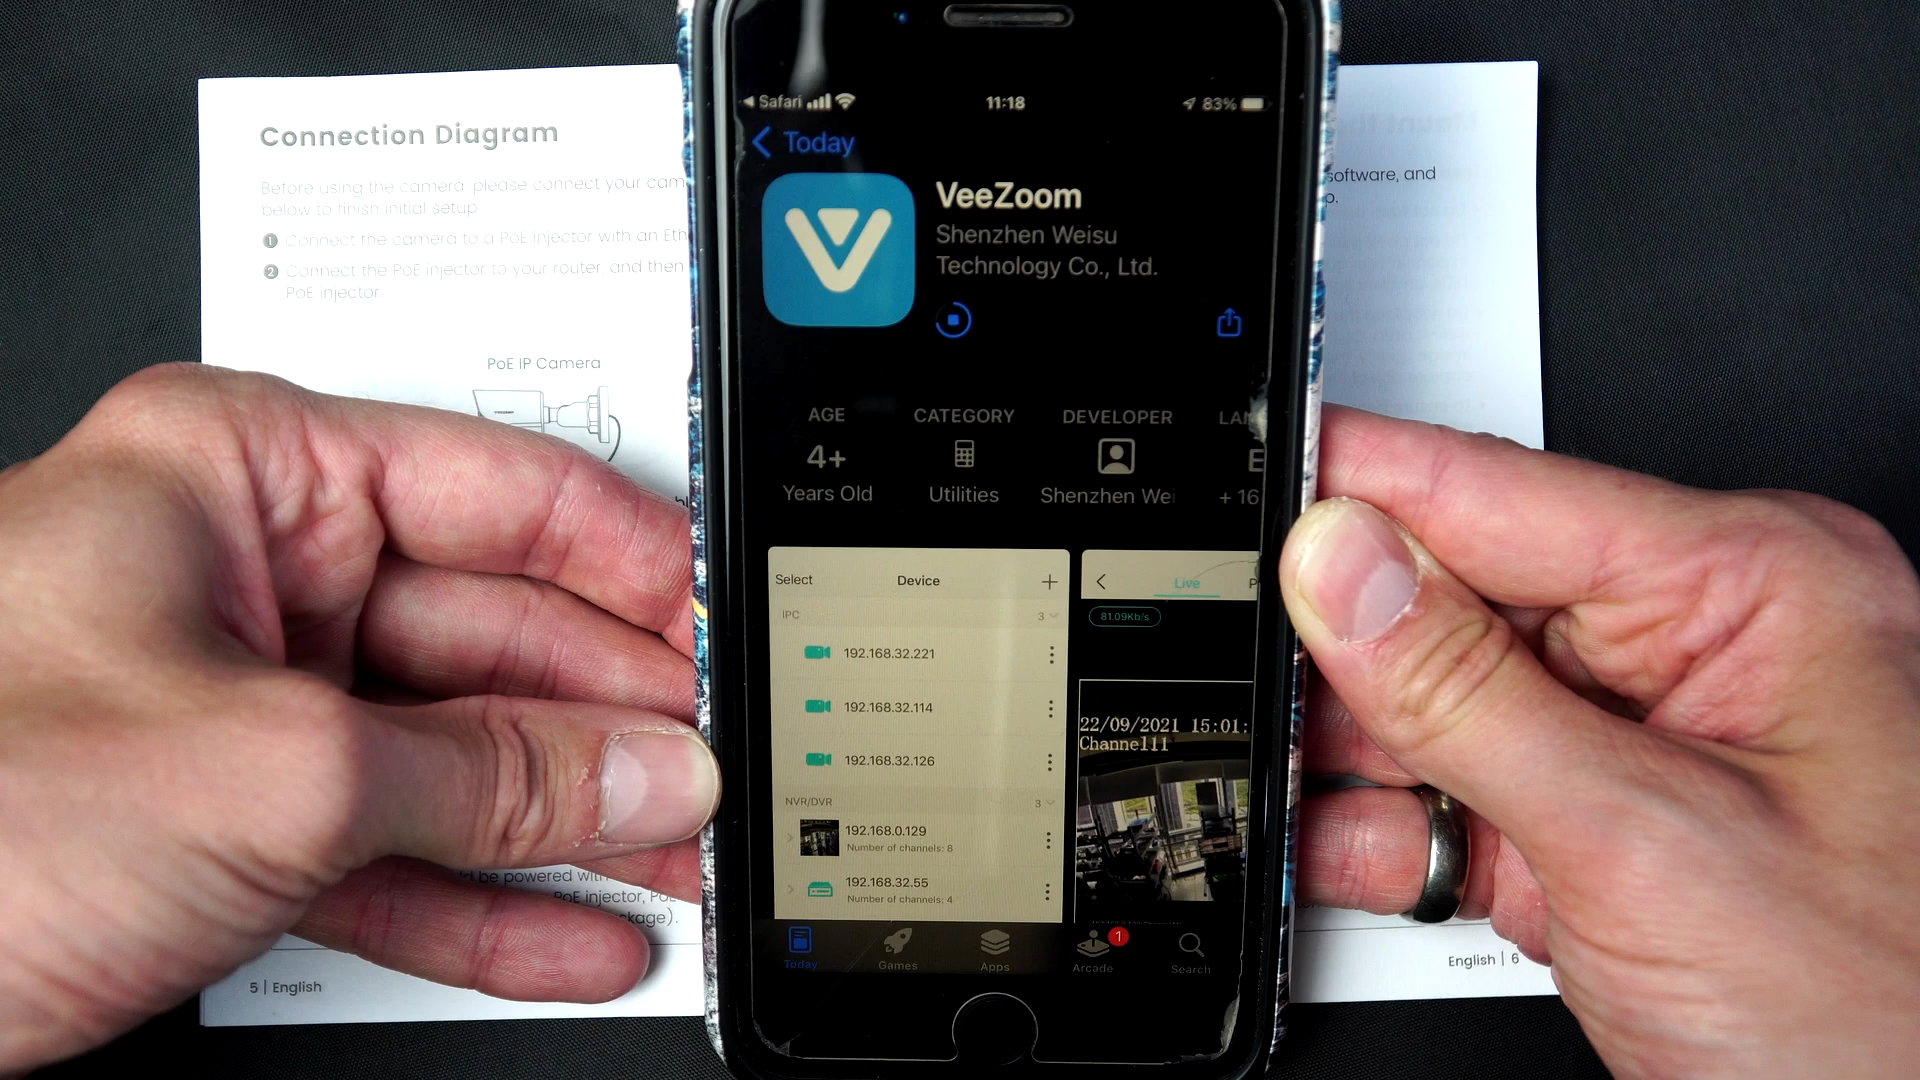 Connection Diagram
Before using the camera, please connect your cam
below to finish initial setup.
1 Connect the camera to a PoE injector with an Eth
2 Connect the PoE injector to your router, and then
PoE injector.
PoE IP Camera
be powered with
PoE injector, PoE
5 | English
software, and
English | 6
Safari 11:18 83%
Today
VeeZoom
Shenzhen Weisu
Technology Co., Ltd.
AGE CATEGORY DEVELOPER
4+
Years Old Utilities Shenzhen Wei + 16
Select Device +
IPC 3
192.168.32.221
192.168.32.114
192.168.32.126
NVR/DVR 3
192.168.0.129
Number of channels: 8
192.168.32.55
Number of channels: 4
Live
81.09Kb/s
22/09/2021 15:01:
Channel11
Today Games Apps Arcade 1 Search